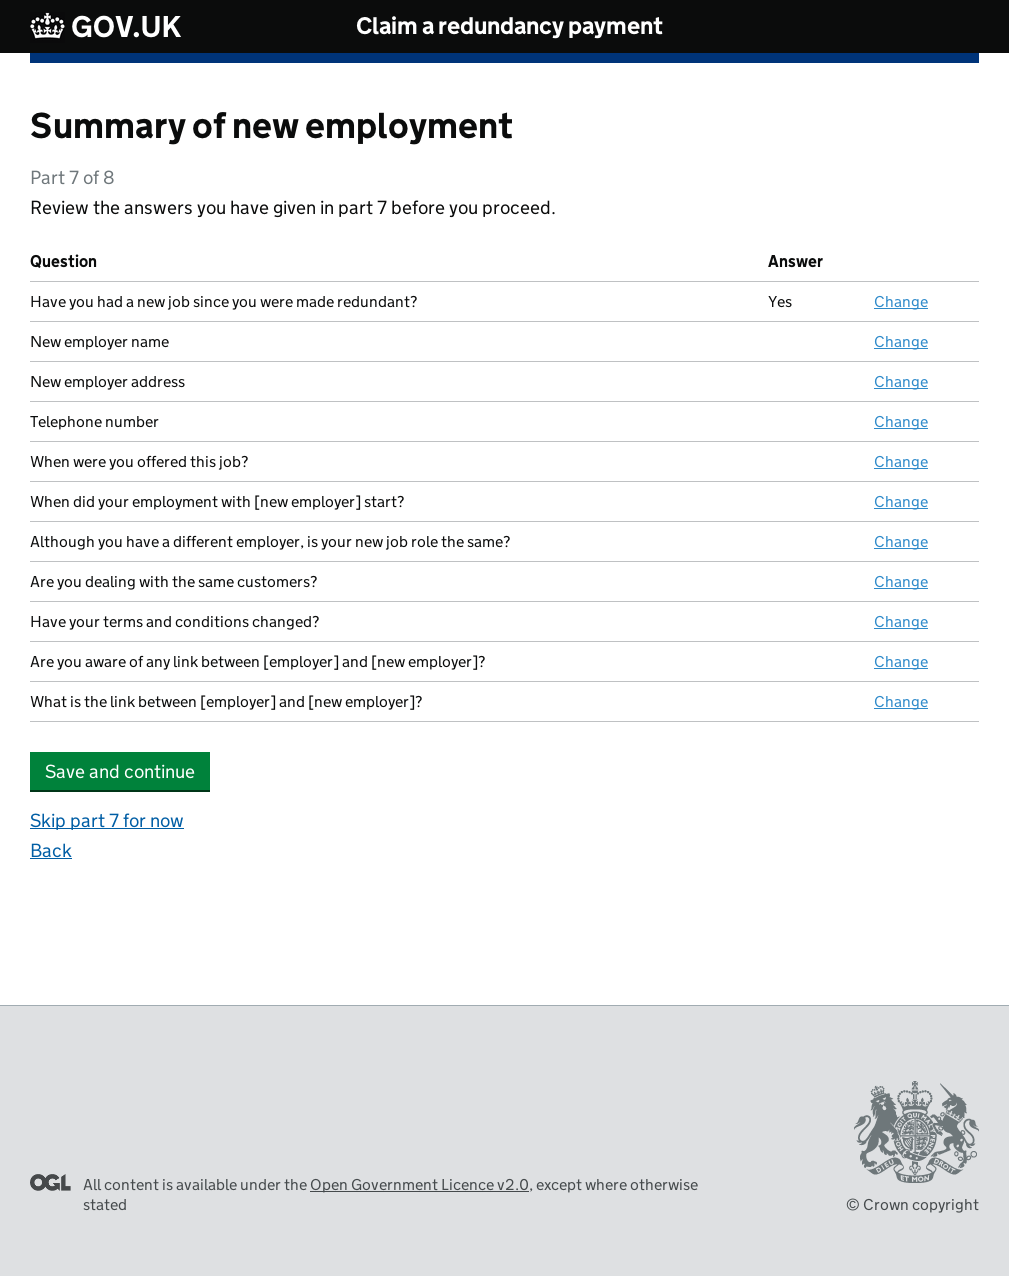 GOV.UK Claim a redundancy payment
Summary of new employment
Part 7 of 8
Review the answers you have given in part 7 before you proceed.
Question Answer
Have you had a new job since you were made redundant? Yes Change
New employer name Change
New employer address Change
Telephone number Change
When were you offered this job? Change
When did your employment with [new employer] start? Change
Although you have a different employer, is your new job role the same? Change
Are you dealing with the same customers? Change
Have your terms and conditions changed? Change
Are you aware of any link between [employer] and [new employer]? Change
What is the link between [employer] and [new employer]? Change
Save and continue
Skip part 7 for now
Back
OGL All content is available under the Open Government Licence v2.0, except where otherwise
stated
DIEU ET MON DROIT
© Crown copyright